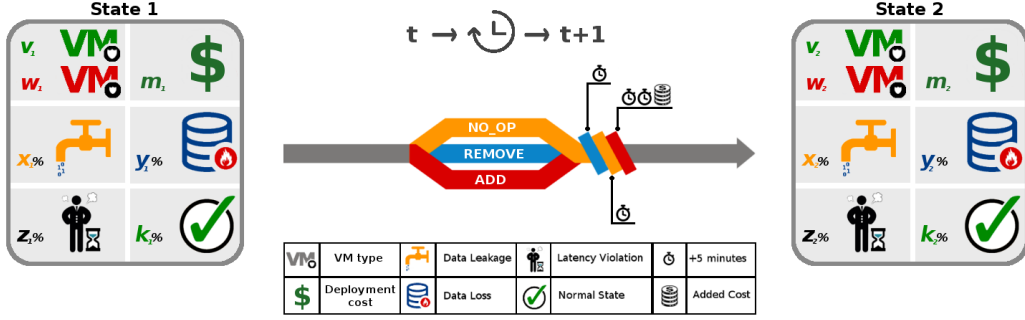 State 1
t → → t+1
State 2
v₁ VM
w₁ VM
m₁ $
x₁%
y₁%
z₁%
k₁%
NO_OP
REMOVE
ADD
v₂ VM
w₂ VM
m₂ $
x₂%
y₂%
z₂%
k₂%
VM VM type
Data Leakage
Latency Violation
+5 minutes
$ Deployment
cost
Data Loss
Normal State
Added Cost